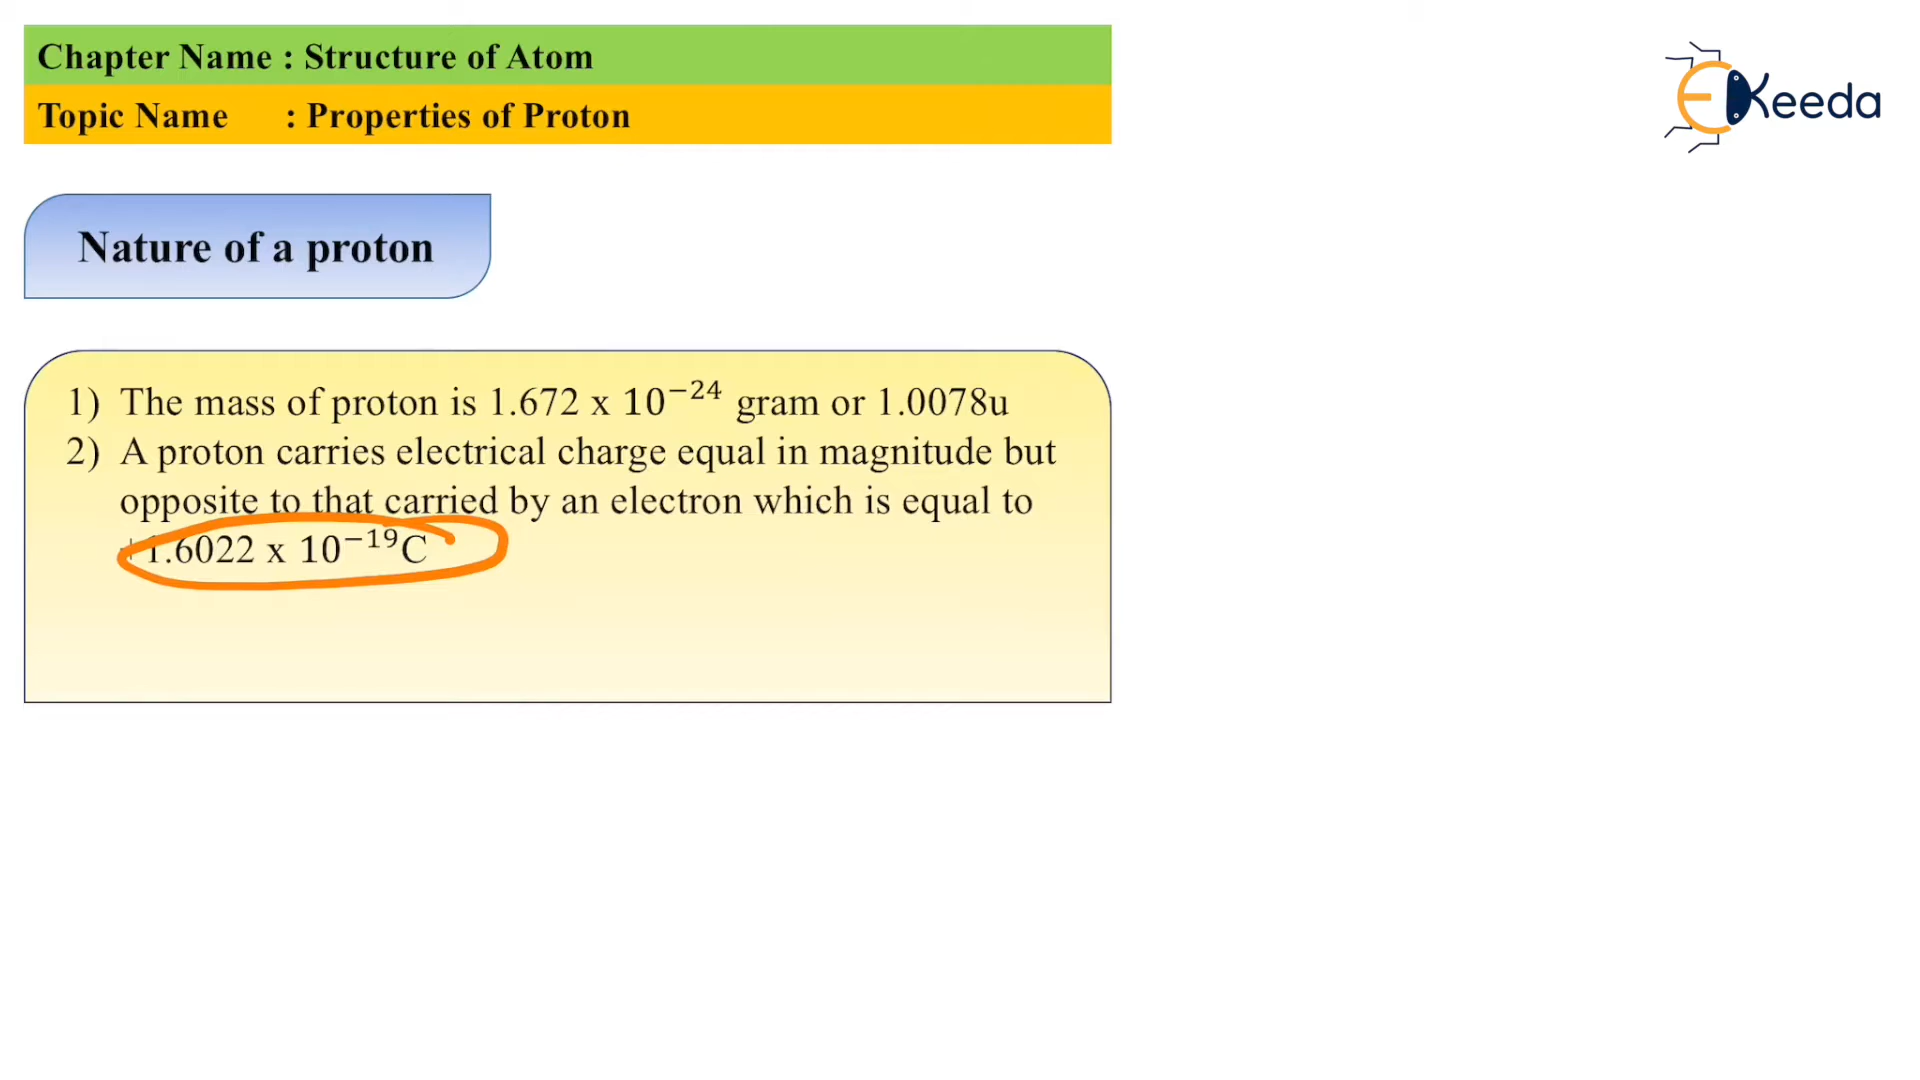 Chapter Name : Structure of Atom
Topic Name : Properties of Proton
EKeeda
Nature of a proton
1) The mass of proton is 1.672 x 10⁻²⁴ gram or 1.0078u
2) A proton carries electrical charge equal in magnitude but
opposite to that carried by an electron which is equal to
+1.6022 x 10⁻¹⁹C